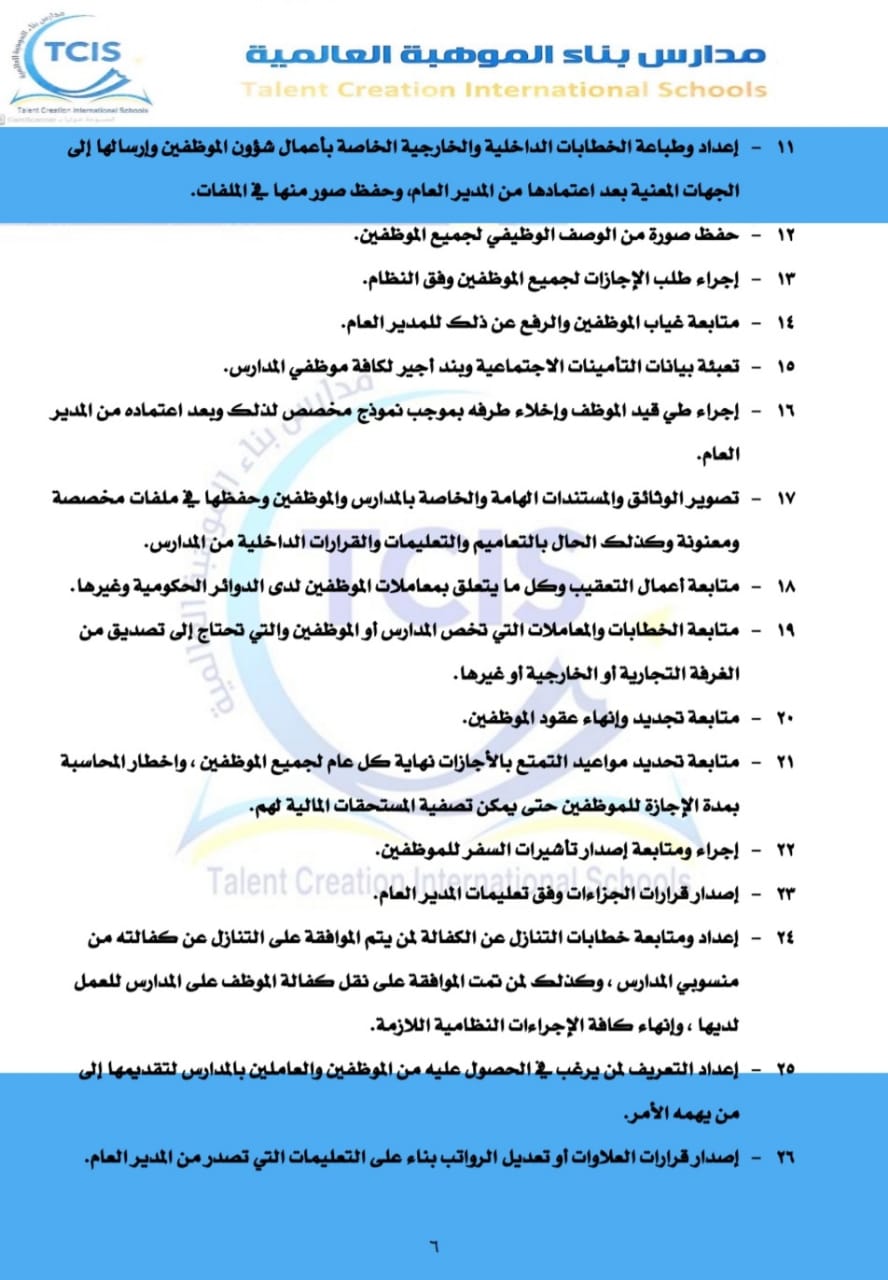 مدارس بناء الموهبة العالمية
TCIS
مدارس بناء الموهبة العالمية
Talent Creation International Schools
Talent Creation International Schools
١١ - إعداد وطباعة الخطابات الداخلية والخارجية الخاصة بأعمال شؤون الموظفين وإرسالها إلى
الجهات المعنية بعد اعتمادها من المدير العام، وحفظ صور منها في الملفات.
١٢ - حفظ صورة من الوصف الوظيفي لجميع الموظفين.
١٣ - إجراء طلب الإجازات لجميع الموظفين وفق النظام.
١٤ - متابعة غياب الموظفين والرفع عن ذلك للمدير العام.
١٥ - تعبئة بيانات التأمينات الاجتماعية وبند أجير لكافة موظفي المدارس.
١٦ - إجراء طي قيد الموظف وإخلاء طرفه بموجب نموذج مخصص لذلك وبعد اعتماده من المدير
العام.
١٧ - تصوير الوثائق والمستندات الهامة والخاصة بالمدارس والموظفين وحفظها في ملفات مخصصة
ومعنونة وكذلك الحال بالتعاميم والتعليمات والقرارات الداخلية من المدارس.
١٨ - متابعة أعمال التعقيب وكل ما يتعلق بمعاملات الموظفين لدى الدوائر الحكومية وغيرها.
١٩ - متابعة الخطابات والمعاملات التي تخص المدارس أو الموظفين والتي تحتاج إلى تصديق من
الغرفة التجارية أو الخارجية أو غيرها.
٢٠ - متابعة تجديد وإنهاء عقود الموظفين.
٢١ - متابعة تحديد مواعيد التمتع بالأجازات نهاية كل عام لجميع الموظفين ، واخطار المحاسبة
بمدة الإجازة للموظفين حتى يمكن تصفية المستحقات المالية لهم.
٢٢ - إجراء ومتابعة إصدار تأشيرات السفر للموظفين.
٢٣ - إصدار قرارات الجزاءات وفق تعليمات المدير العام.
٢٤ - إعداد ومتابعة خطابات التنازل عن الكفالة لمن يتم الموافقة على التنازل عن كفالته من
منسوبي المدارس ، وكذلك لمن تمت الموافقة على نقل كفالة الموظف على المدارس للعمل
لديها ، وإنهاء كافة الإجراءات النظامية اللازمة.
٢٥ - إعداد التعريف لمن يرغب في الحصول عليه من الموظفين والعاملين بالمدارس لتقديمها إلى
من يهمه الأمر.
٢٦ - إصدار قرارات العلاوات أو تعديل الرواتب بناء على التعليمات التي تصدر من المدير العام.
مدارس بناء الموهبة العالمية
TCIS
Talent Creation International Schools
٦